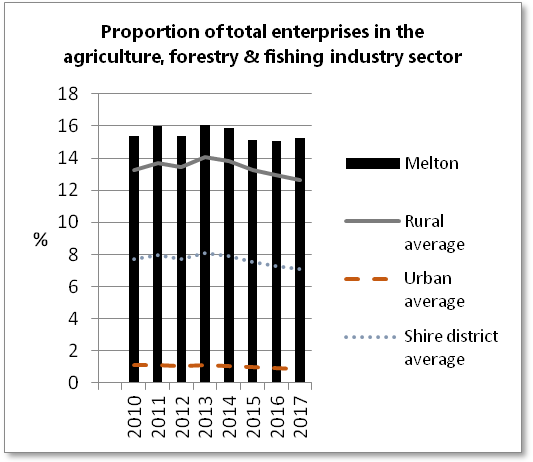 Proportion of total enterprises in the
agriculture, forestry & fishing industry sector
18
16
14
12
10
8
6
4
2
0
%
2010
2011
2012
2013
2014
2015
2016
2017
Melton
Rural
average
Urban
average
Shire district
average